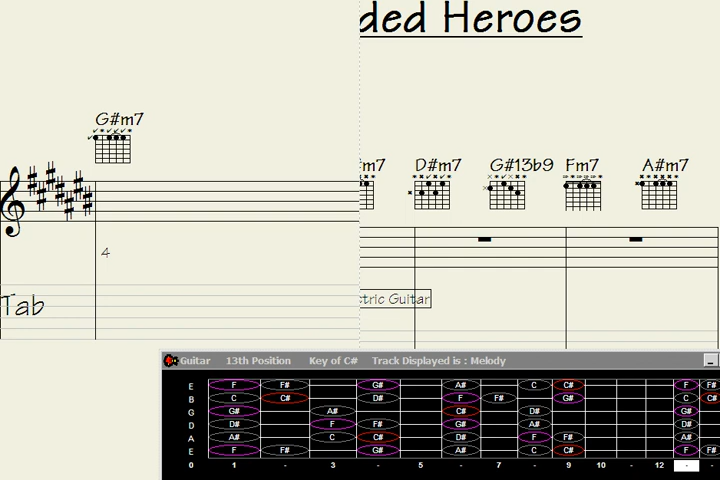 ded Heroes
G#m7
m7 D#m7 G#13b9 Fm7 A#m7
4
Tab
ctric Guitar
Guitar 13th Position Key of C# Track Displayed is : Melody
E F F# G# A# C C# F F#
B C C# D# F F# G# C C#
G G# A# C# D# G#
D D# F F# G# A# D#
A A# C C# D# F F# A#
E F F# G# A# C C# F F#
0 1 - 3 - 5 - - 9 10 - 12 -